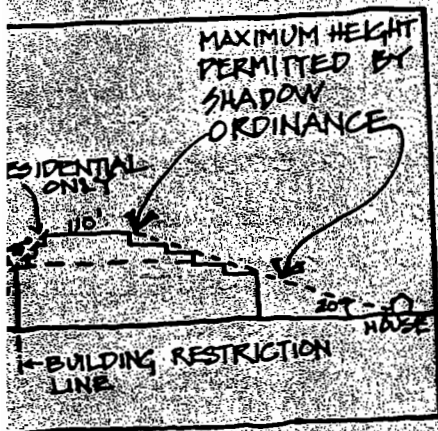 MAXIMUM HEIGHT
PERMITTED BY
SHADOW
ORDINANCE
ESIDENTIAL
ONLY
110'
20°
HOUSE
BUILDING RESTRICTION
LINE